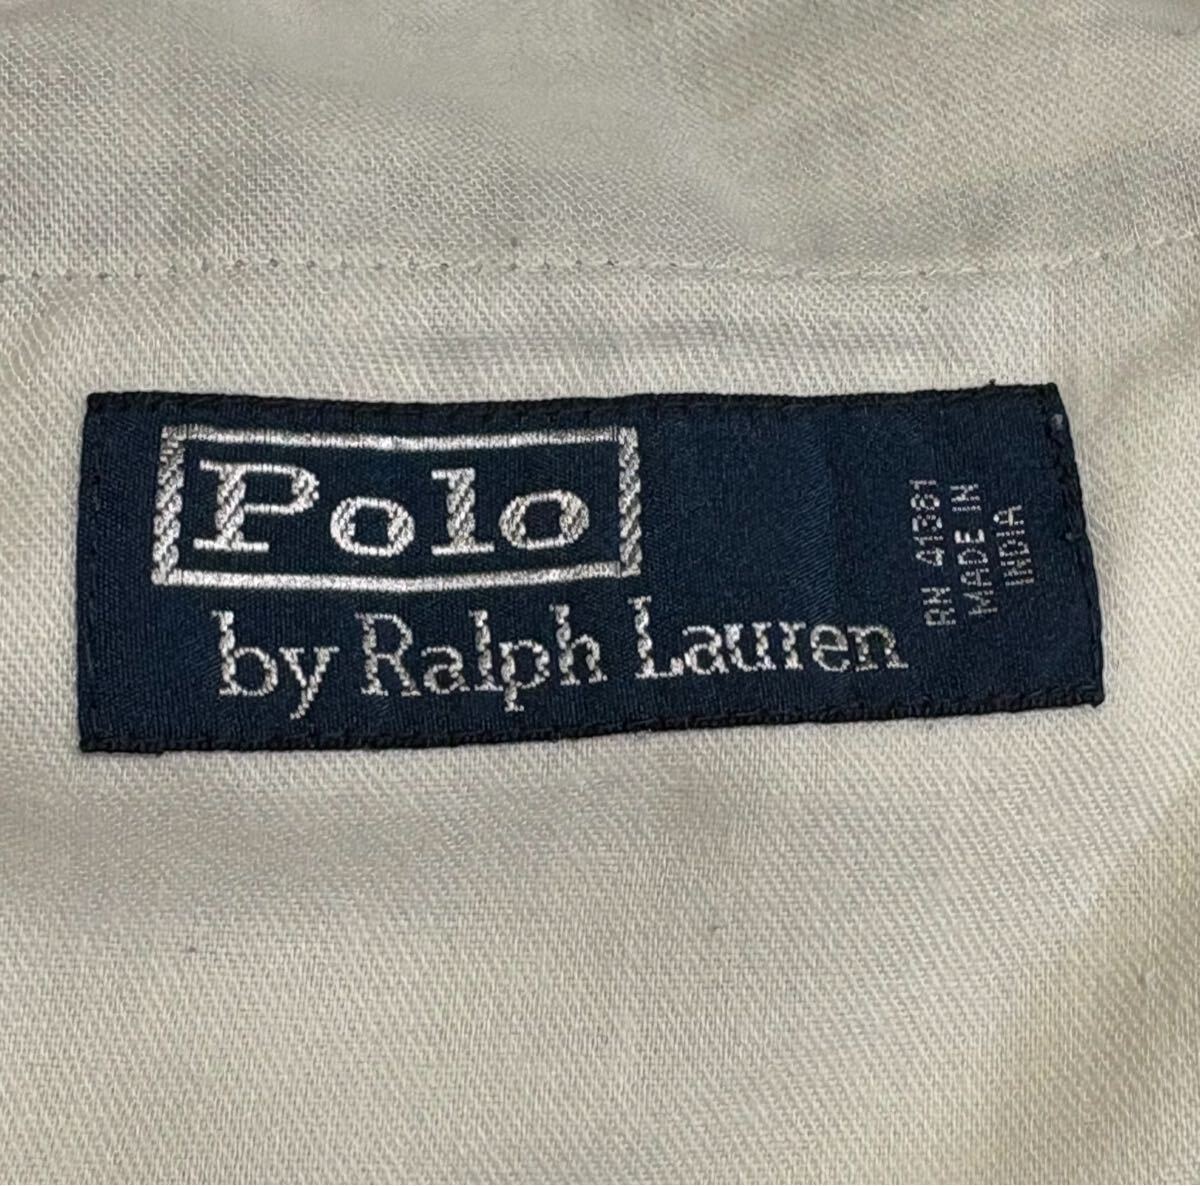 Polo
by Ralph Lauren
RN 41381
MADE IN
INDIA